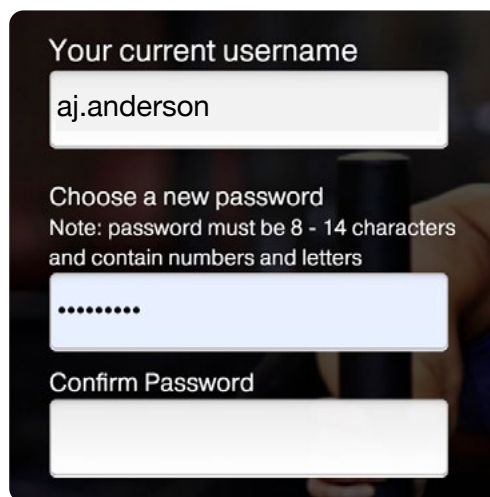 Your current username
aj.anderson
Choose a new password
Note: password must be 8 - 14 characters
and contain numbers and letters
•••••••••
Confirm Password